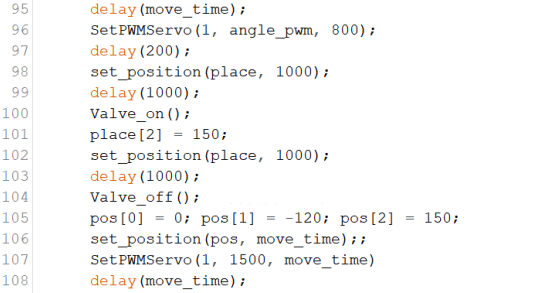 95 delay(move_time);
96 SetPWMServo(1, angle_pwm, 800);
97 delay(200);
98 set_position(place, 1000);
99 delay(1000);
100 Valve_on();
101 place[2] = 150;
102 set_position(place, 1000);
103 delay(1000);
104 Valve_off();
105 pos[0] = 0; pos[1] = -120; pos[2] = 150;
106 set_position(pos, move_time);;
107 SetPWMServo(1, 1500, move_time)
108 delay(move_time);